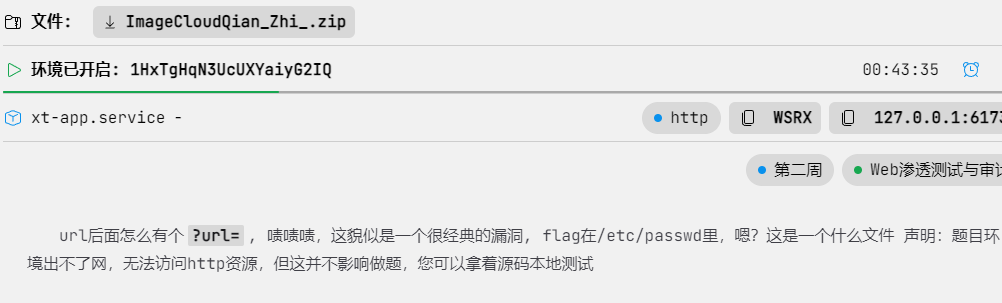 文件： ImageCloudQian_Zhi_.zip
环境已开启：1HxTgHqN3UcUXYaiyG2IQ 00:43:35
xt-app.service - http WSRX 127.0.0.1:6173
第二周 Web渗透测试与审计
url后面怎么有个 ?url= ，啧啧啧，这貌似是一个很经典的漏洞, flag在/etc/passwd里，嗯？这是一个什么文件 声明：题目环
境出不了网，无法访问http资源，但这并不影响做题，您可以拿着源码本地测试